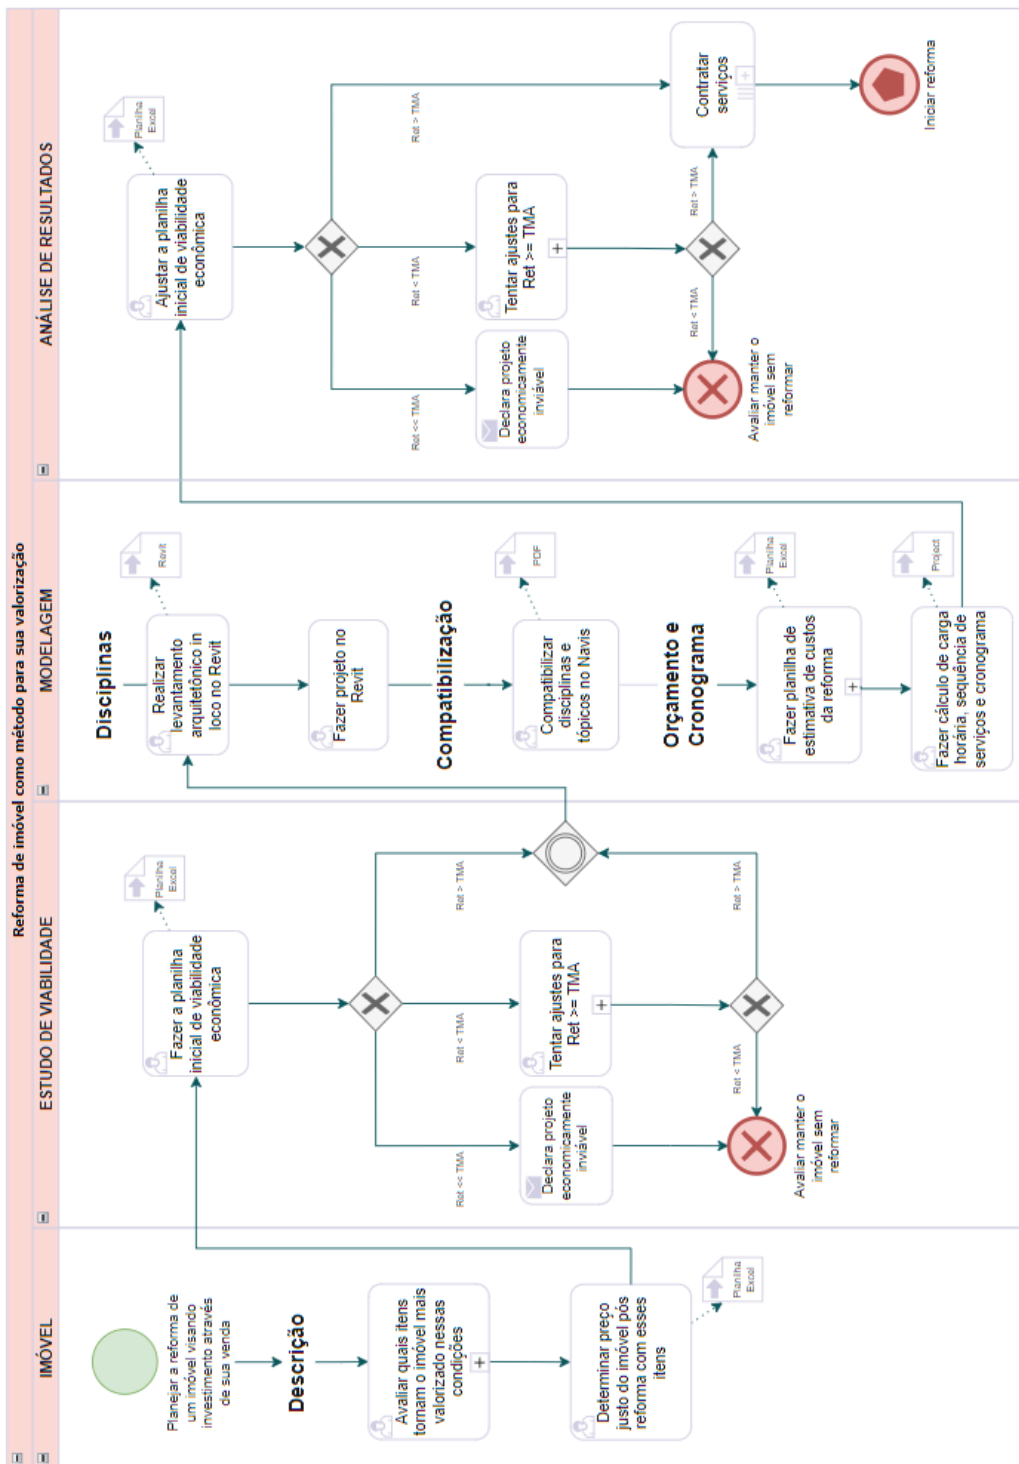 Reforma de imóvel como método para sua valorização
IMÓVEL
Planejar a reforma de
um imóvel visando
investimento através
de sua venda
Descrição
Avaliar quais itens
tornam o imóvel mais
valorizado nessas
condições
Determinar preço
justo do imóvel pós
reforma com esses
itens
Planilha
Excel
ESTUDO DE VIABILIDADE
Fazer a planilha
inicial de viabilidade
econômica
Planilha
Excel
Ret << TMA
Ret < TMA
Ret > TMA
Declara projeto
economicamente
inviável
Tentar ajustes para
Ret >= TMA
Ret < TMA
Ret > TMA
Avaliar manter o
imóvel sem
reformar
MODELAGEM
Disciplinas
Realizar
levantamento
arquitetônico in
loco no Revit
Revit
Fazer projeto no
Revit
Compatibilização
Compatibilizar
disciplinas e
tópicos no Navis
PDF
Orçamento e
Cronograma
Fazer planilha de
estimativa de custos
da reforma
Planilha
Excel
Fazer cálculo de carga
horária, sequência de
serviços e cronograma
Project
ANÁLISE DE RESULTADOS
Ajustar a planilha
inicial de viabilidade
econômica
Planilha
Excel
Ret << TMA
Ret < TMA
Ret > TMA
Declara projeto
economicamente
inviável
Tentar ajustes para
Ret >= TMA
Contratar
serviços
Ret < TMA
Ret > TMA
Avaliar manter o
imóvel sem
reformar
Iniciar reforma